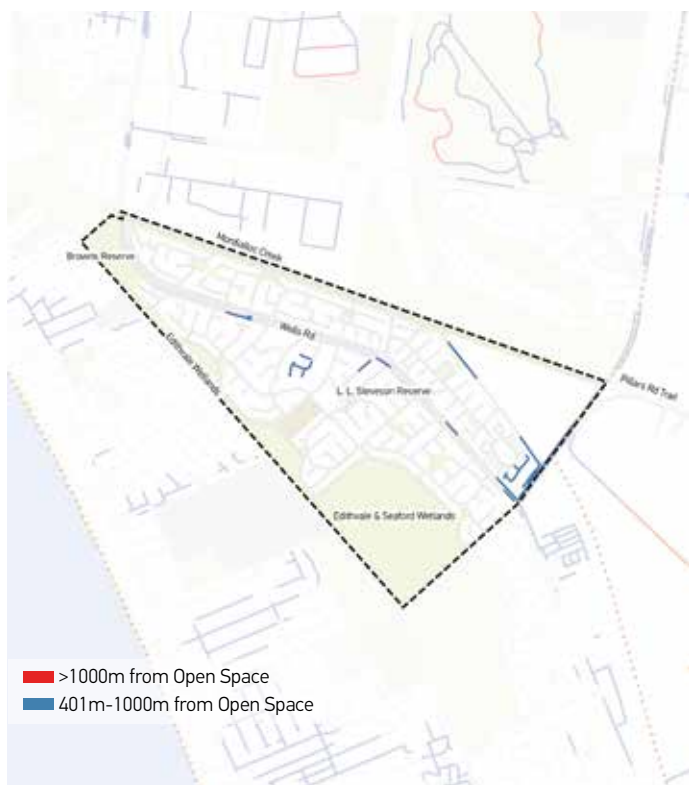 Mordialloc Creek
Browns Reserve
Wells Rd
Edithvale Wetlands
Pillars Rd Trail
L. L. Stevenson Reserve
Edithvale & Seaford Wetlands
>1000m from Open Space
401m-1000m from Open Space